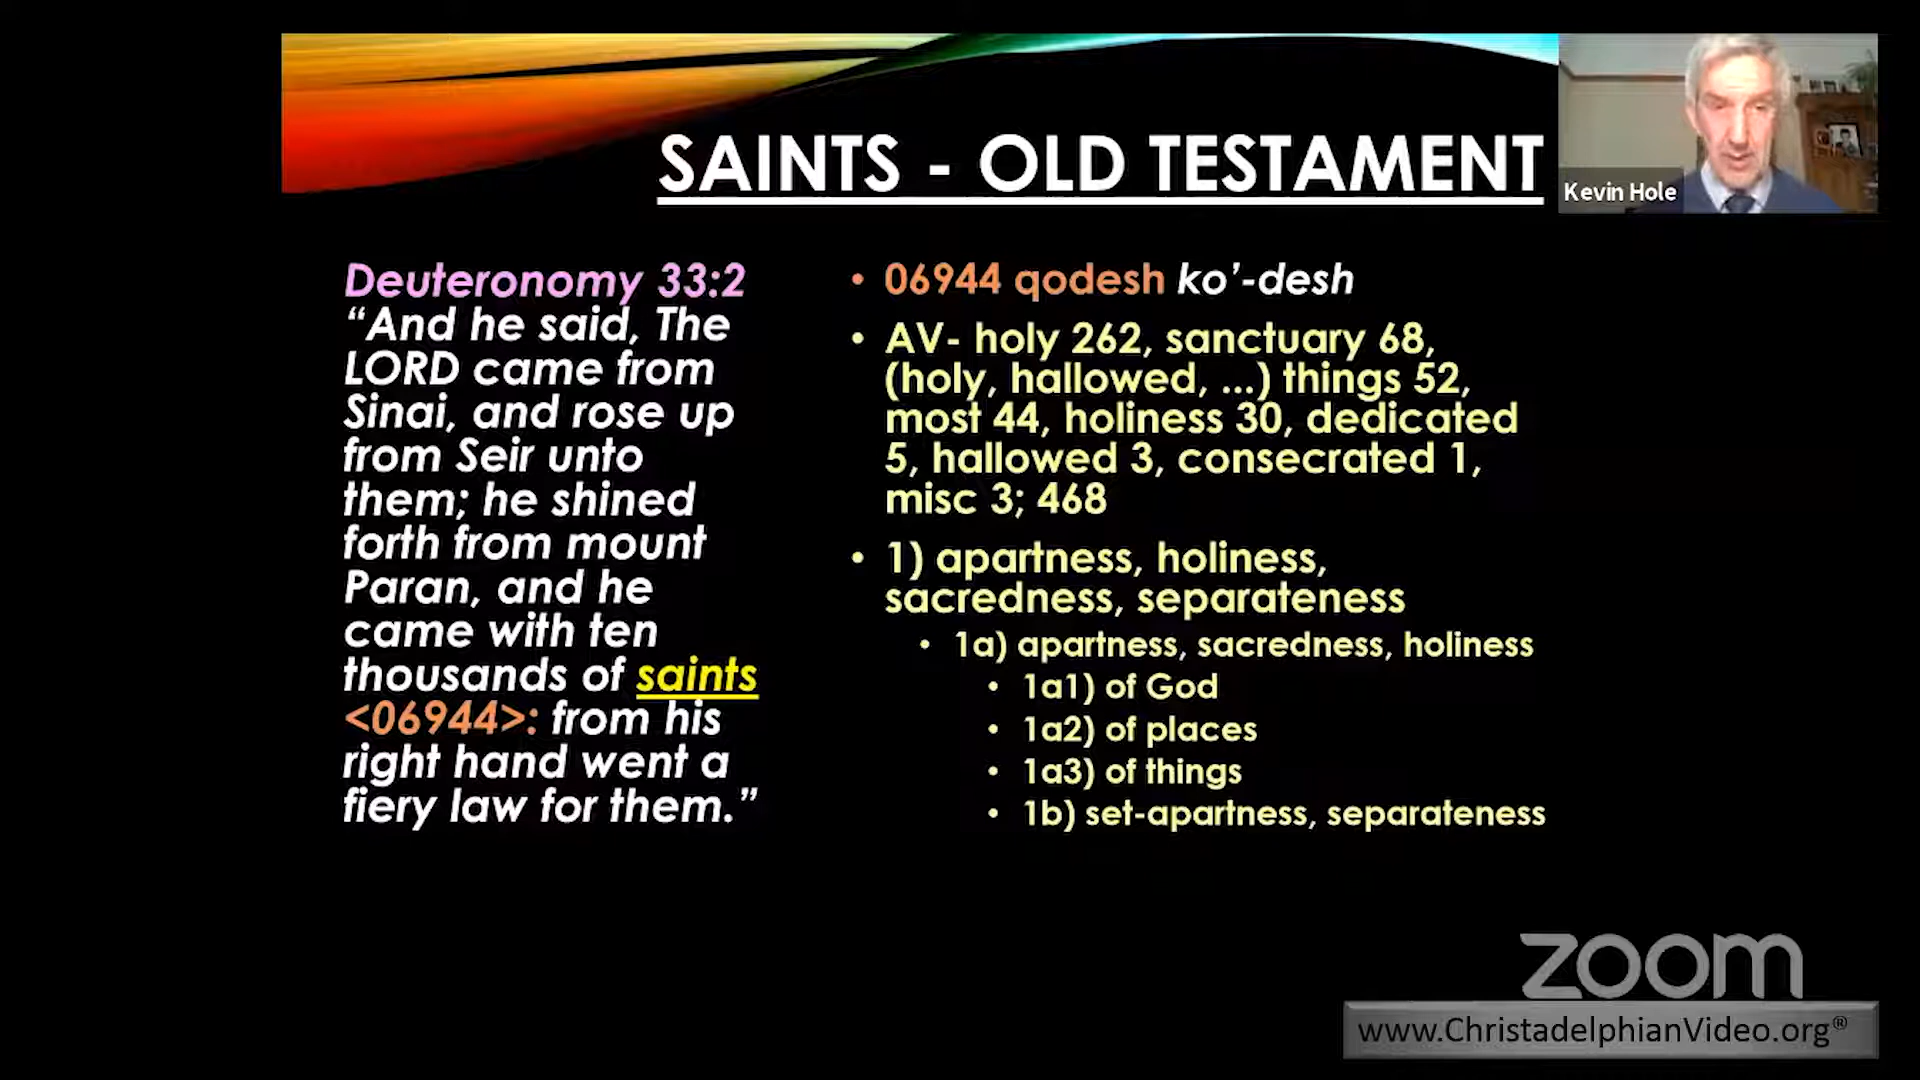 SAINTS - OLD TESTAMENT
Kevin Hole
Deuteronomy 33:2
“And he said, The
LORD came from
Sinai, and rose up
from Seir unto
them; he shined
forth from mount
Paran, and he
came with ten
thousands of saints
<06944>: from his
right hand went a
fiery law for them.”
• 06944 qodesh ko’-desh
• AV- holy 262, sanctuary 68,
(holy, hallowed, ...) things 52,
most 44, holiness 30, dedicated
5, hallowed 3, consecrated 1,
misc 3; 468
• 1) apartness, holiness,
sacredness, separateness
• 1a) apartness, sacredness, holiness
• 1a1) of God
• 1a2) of places
• 1a3) of things
• 1b) set-apartness, separateness
zoom
www.ChristadelphianVideo.org®